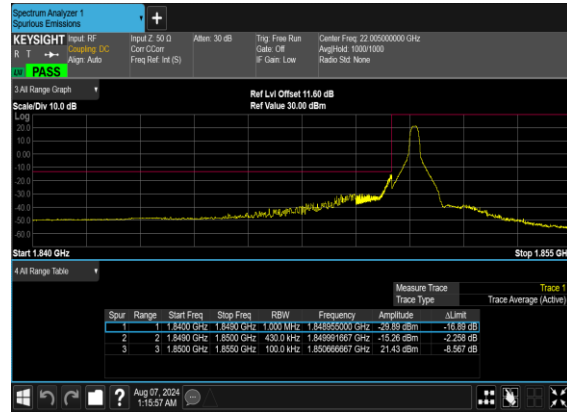 Spectrum Analyzer 1
Spurious Emissions
+
KEYSIGHT Input: RF Input Z: 50 Ω Atten: 30 dB Trig: Free Run Center Freq: 22.005000000 GHz
R T Coupling: DC Corr CCorr Gate: Off Avg|Hold: 1000/1000
Align: Auto Freq Ref: Int (S) IF Gain: Low Radio Std: None
PASS
3 All Range Graph
Ref Lvl Offset 11.60 dB
Scale/Div 10.0 dB Ref Value 30.00 dBm
Log
20.0
10.0
0.00
-10.0
-20.0
-30.0
-40.0
-50.0
-60.0
Start 1.840 GHz Stop 1.855 GH
4 All Range Table
Measure Trace Trace 1
Trace Type Trace Average (Active)
Spur Range Start Freq Stop Freq RBW Frequency Amplitude ΔLimit
1 1 1.8400 GHz 1.8490 GHz 1.000 MHz 1.848955000 GHz -29.89 dBm -16.89 dB
2 2 1.8490 GHz 1.8500 GHz 430.0 kHz 1.849991667 GHz -15.26 dBm -2.258 dB
3 3 1.8500 GHz 1.8550 GHz 100.0 kHz 1.850666667 GHz 21.43 dBm -8.567 dB
? Aug 07, 2024
1:15:57 AM